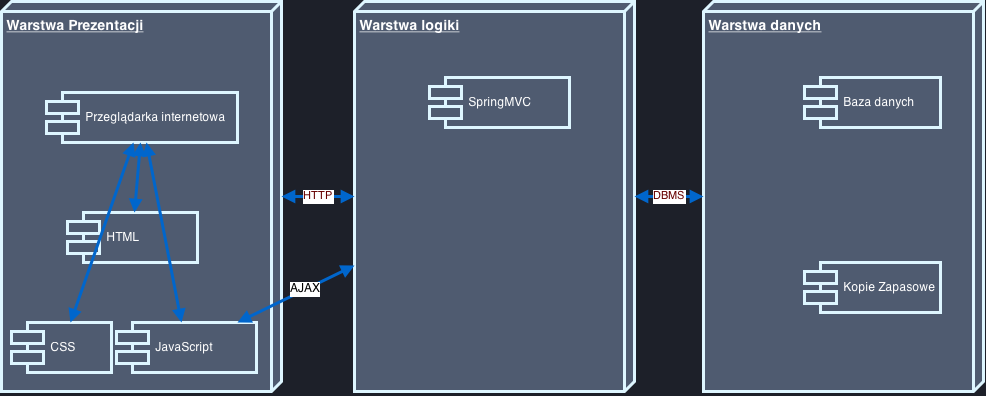 Warstwa Prezentacji
Przeglądarka internetowa
HTML
CSS
JavaScript
HTTP
AJAX
Warstwa logiki
SpringMVC
DBMS
Warstwa danych
Baza danych
Kopie Zapasowe